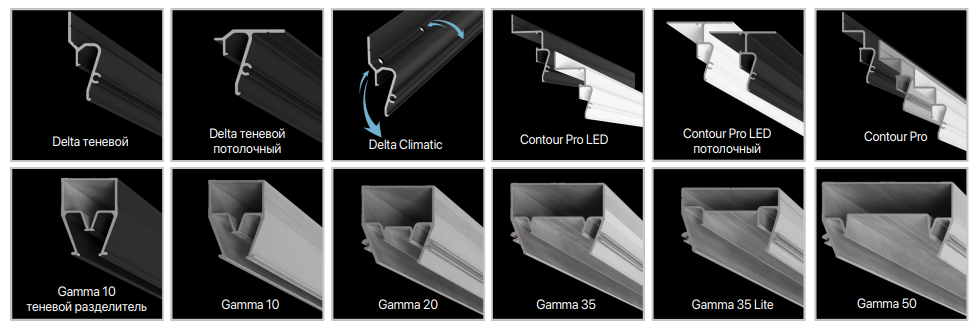 Delta теневой
Delta теневой
потолочный
Delta Climatic
Contour Pro LED
Contour Pro LED
потолочный
Contour Pro
Gamma 10
теневой разделитель
Gamma 10
Gamma 20
Gamma 35
Gamma 35 Lite
Gamma 50